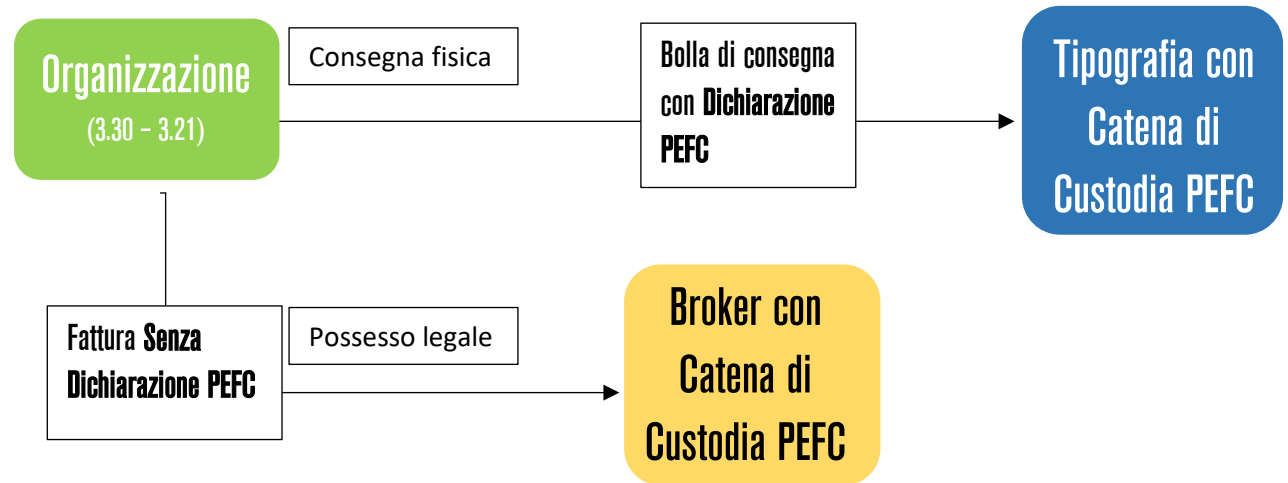 Organizzazione
(3.30 – 3.21)
Consegna fisica
Bolla di consegna
con Dichiarazione
PEFC
Tipografia con
Catena di
Custodia PEFC
Fattura Senza
Dichiarazione PEFC
Possesso legale
Broker con
Catena di
Custodia PEFC